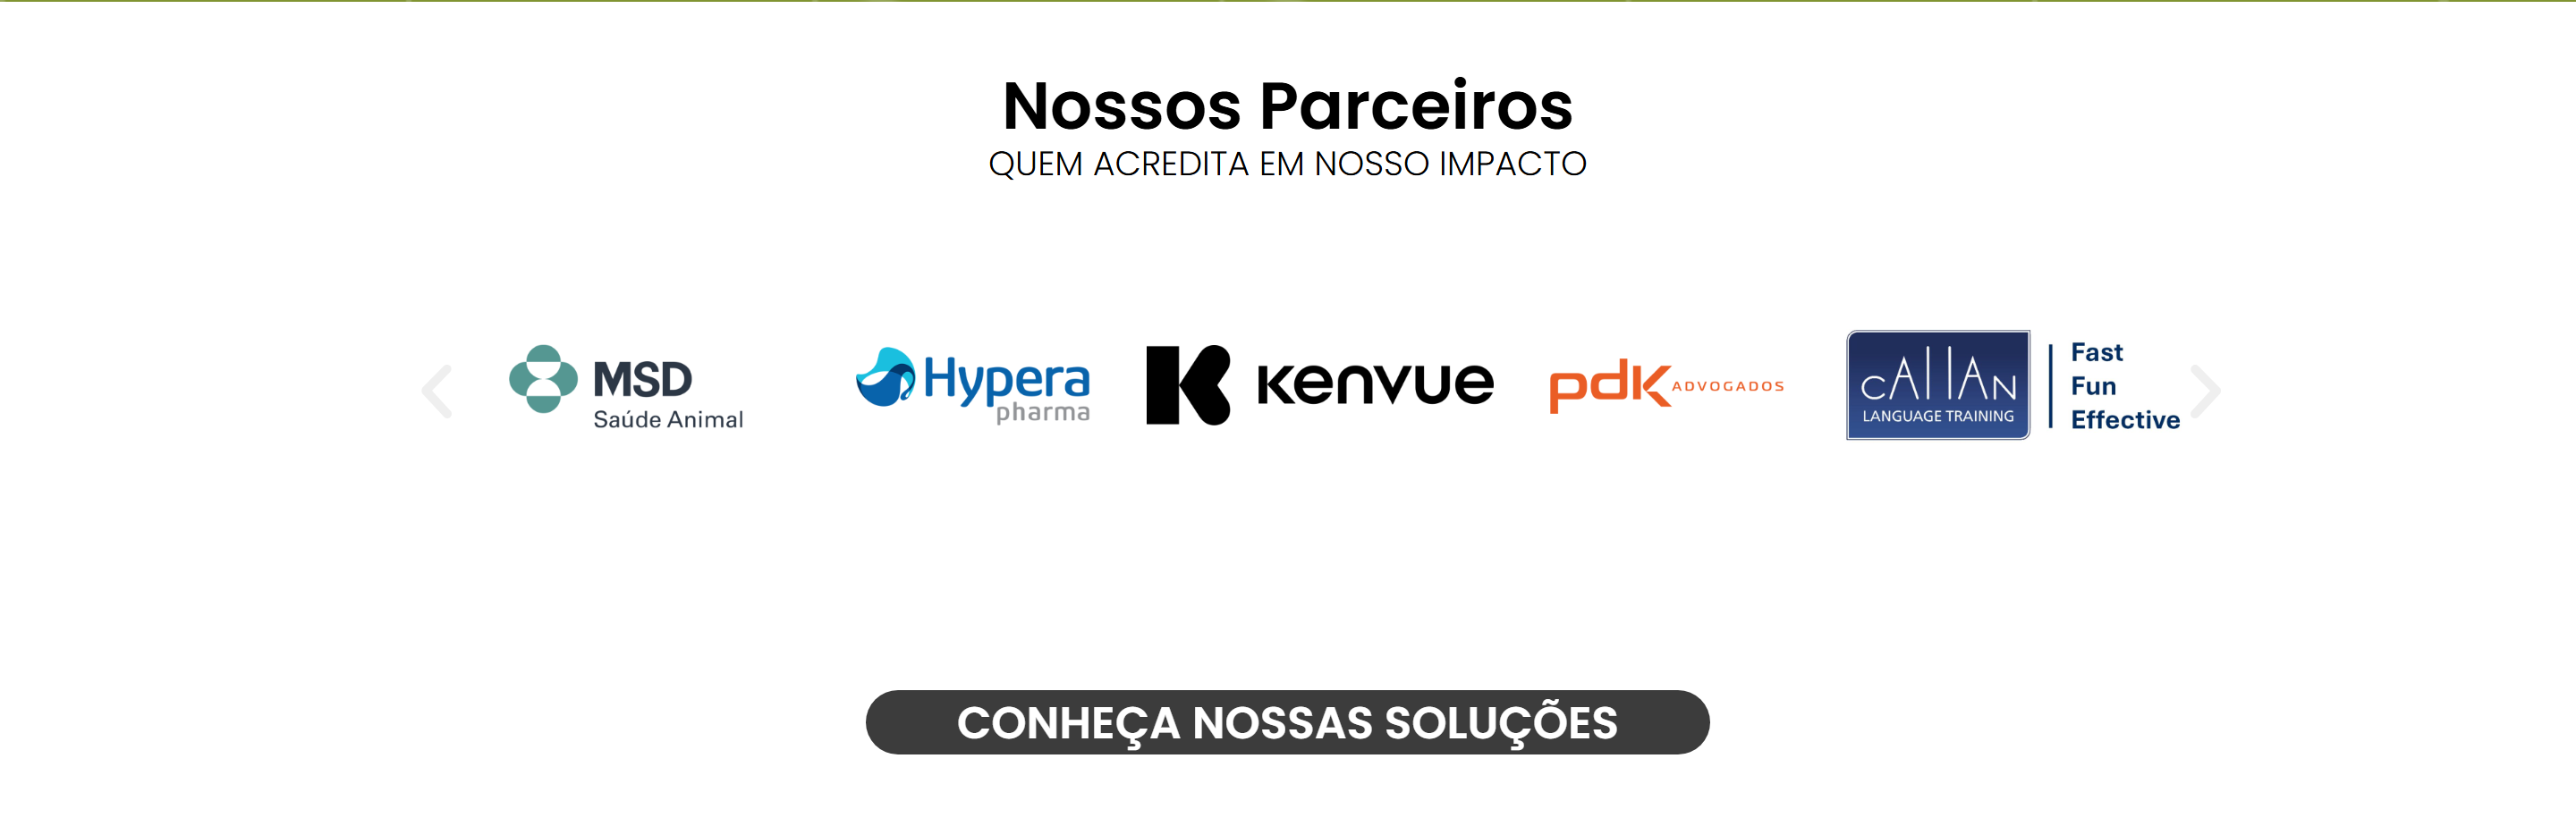 Nossos Parceiros
QUEM ACREDITA EM NOSSO IMPACTO
MSD
Saúde Animal
Hypera
pharma
kenvue
pdk ADVOGADOS
cAllAN
LANGUAGE TRAINING
Fast
Fun
Effective
CONHEÇA NOSSAS SOLUÇÕES